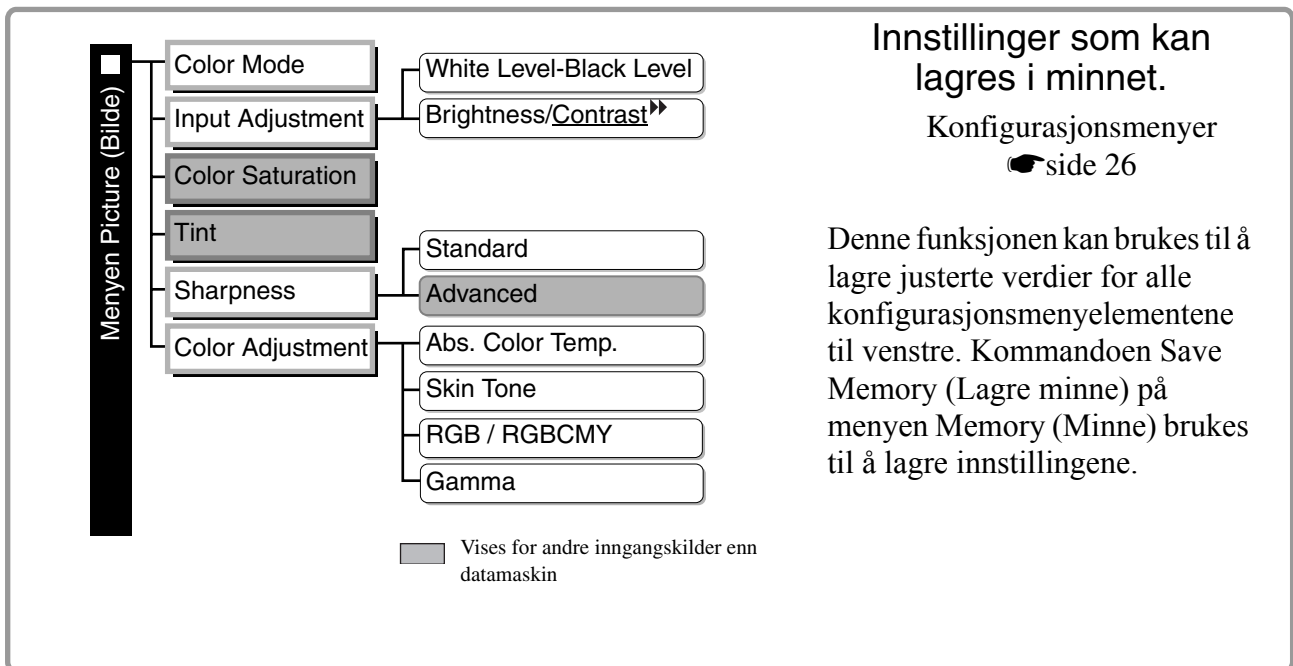 Menyen Picture (Bilde)
Color Mode
Input Adjustment
White Level-Black Level
Brightness/Contrast
Color Saturation
Tint
Sharpness
Standard
Advanced
Color Adjustment
Abs. Color Temp.
Skin Tone
RGB / RGBCMY
Gamma
Vises for andre inngangskilder enn
datamaskin
Innstillinger som kan
lagres i minnet.
Konfigurasjonsmenyer
☛side 26
Denne funksjonen kan brukes til å
lagre justerte verdier for alle
konfigurasjonsmenyelementene
til venstre. Kommandoen Save
Memory (Lagre minne) på
menyen Memory (Minne) brukes
til å lagre innstillingene.